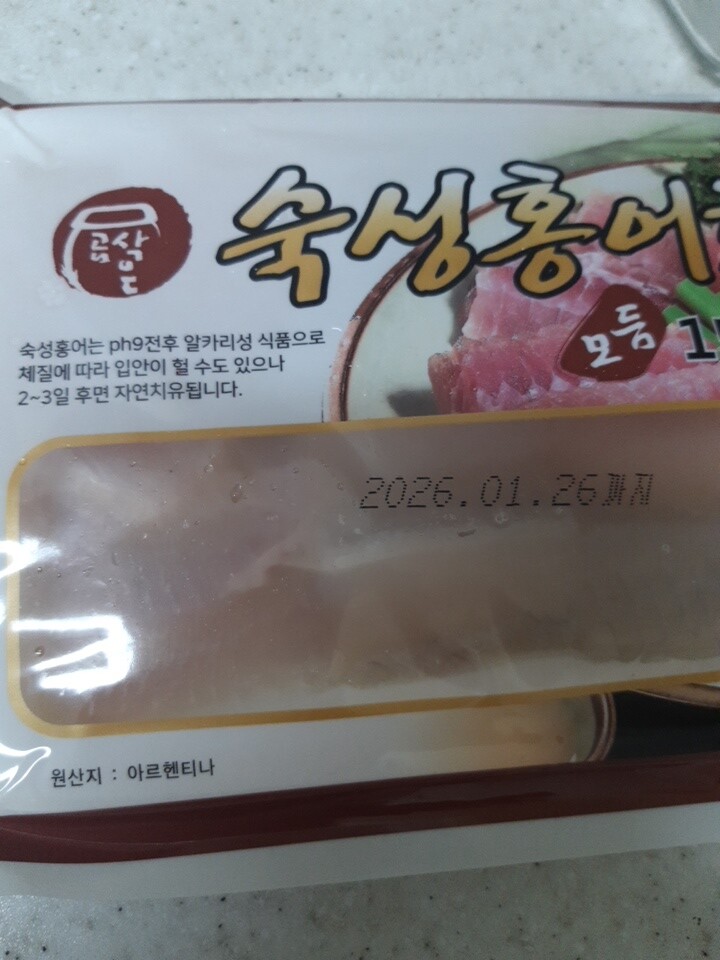 곰삭은
숙성홍어
모둠
숙성홍어는 ph9전후 알카리성 식품으로
체질에 따라 입안이 헐 수도 있으나
2~3일 후면 자연치유됩니다.
2026.01.26까지
원산지 : 아르헨티나